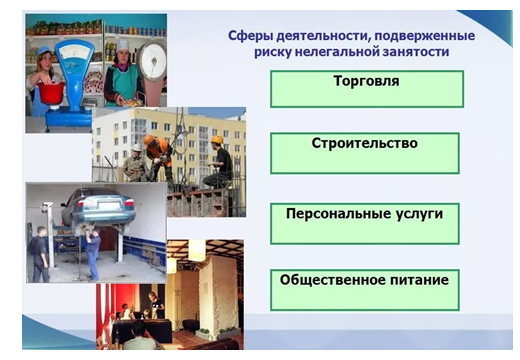 Сферы деятельности, подверженные
риску нелегальной занятости
Торговля
Строительство
Персональные услуги
Общественное питание